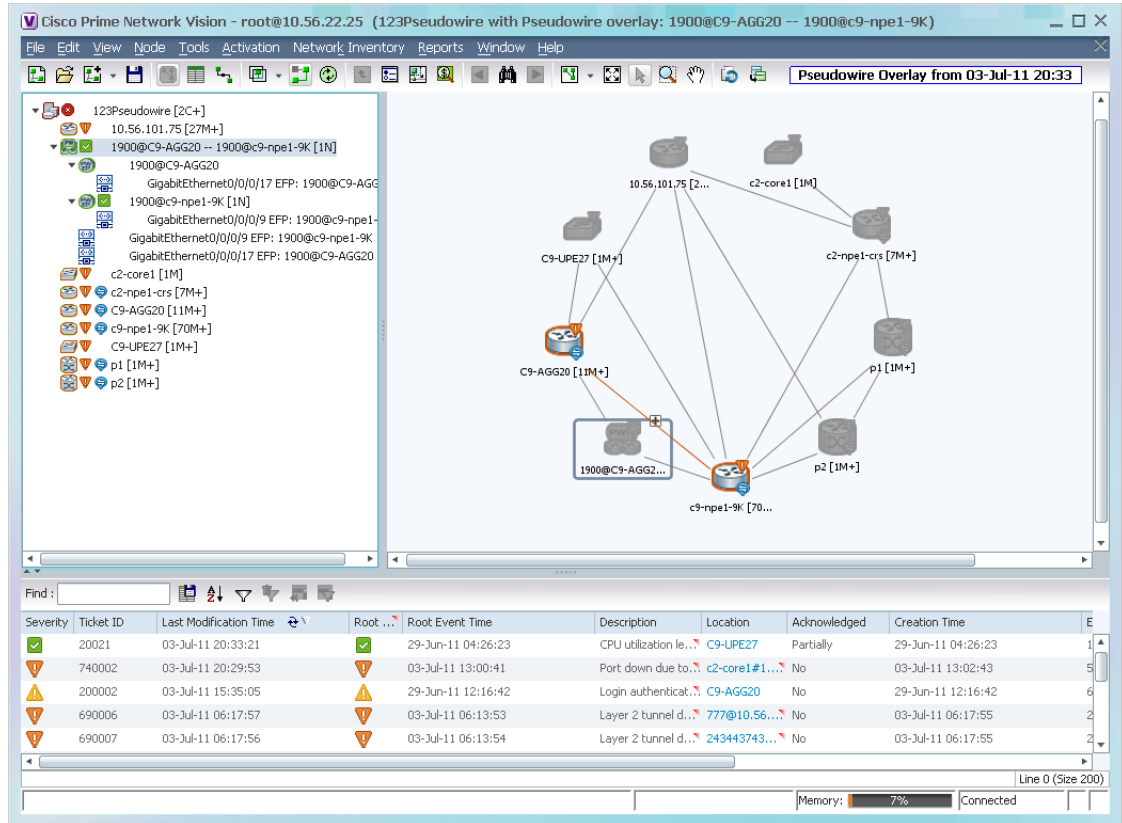 Cisco Prime Network Vision - root@10.56.22.25 (123Pseudowire with Pseudowire overlay: 1900@C9-AGG20 -- 1900@c9-npe1-9K)
File Edit View Node Tools Activation Network Inventory Reports Window Help
Pseudowire Overlay from 03-Jul-11 20:33
123Pseudowire [2C+]
10.56.101.75 [27M+]
1900@C9-AGG20 -- 1900@c9-npe1-9K [1N]
1900@C9-AGG20
GigabitEthernet0/0/0/17 EFP: 1900@C9-AGG
1900@c9-npe1-9K [1N]
GigabitEthernet0/0/0/9 EFP: 1900@c9-npe1-
GigabitEthernet0/0/0/9 EFP: 1900@c9-npe1-9K
GigabitEthernet0/0/0/17 EFP: 1900@C9-AGG20
c2-core1 [1M]
c2-npe1-crs [7M+]
C9-AGG20 [11M+]
c9-npe1-9K [70M+]
C9-UPE27 [1M+]
p1 [1M+]
p2 [1M+]
10.56.101.75 [2...
c2-core1 [1M]
C9-UPE27 [1M+]
c2-npe1-crs [7M+]
C9-AGG20 [11M+]
p1 [1M+]
1900@C9-AGG2...
p2 [1M+]
c9-npe1-9K [70...
Find :
Severity Ticket ID Last Modification Time Root ... Root Event Time Description Location Acknowledged Creation Time E
20021 03-Jul-11 20:33:21 29-Jun-11 04:26:23 CPU utilization le... C9-UPE27 Partially 29-Jun-11 04:26:23 1
740002 03-Jul-11 20:29:53 03-Jul-11 13:00:41 Port down due to... c2-core1#1... No 03-Jul-11 13:02:43 5
200002 03-Jul-11 15:35:05 29-Jun-11 12:16:42 Login authenticat... C9-AGG20 No 29-Jun-11 12:16:42 6
690006 03-Jul-11 06:17:57 03-Jul-11 06:13:53 Layer 2 tunnel d... 777@10.56... No 03-Jul-11 06:17:55 2
690007 03-Jul-11 06:17:56 03-Jul-11 06:13:54 Layer 2 tunnel d... 243443743... No 03-Jul-11 06:17:55 2
Line 0 (Size 200)
Memory: 7% Connected